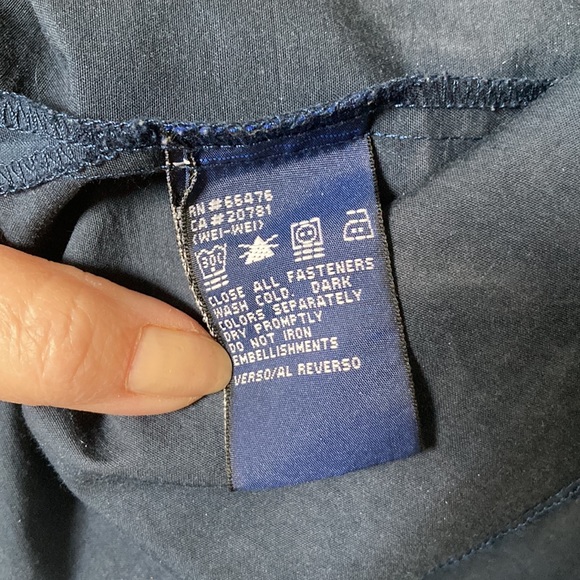 RN #66476
CA #20781
(WEI-WEI)
30C
CLOSE ALL FASTENERS
WASH COLD. DARK
COLORS SEPARATELY
DRY PROMPTLY
DO NOT IRON
EMBELLISHMENTS
VERSO/AL REVERSO